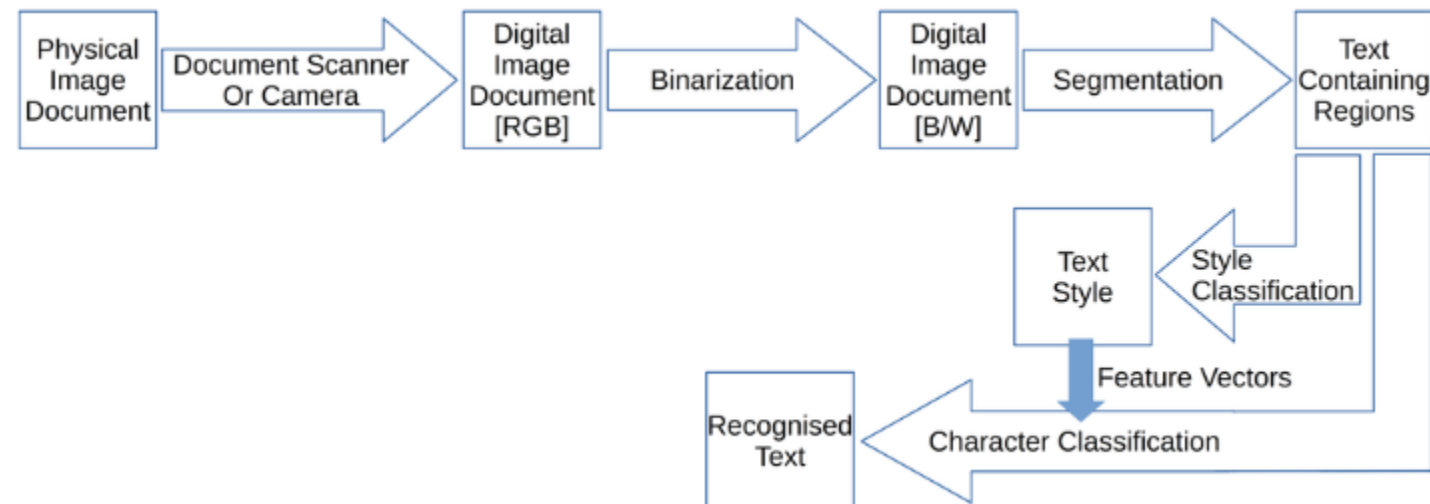 Physical
Image
Document
Document Scanner
Or Camera
Digital
Image
Document
[RGB]
Binarization
Digital
Image
Document
[B/W]
Segmentation
Text
Containing
Regions
Style
Classification
Text
Style
Feature Vectors
Character Classification
Recognised
Text